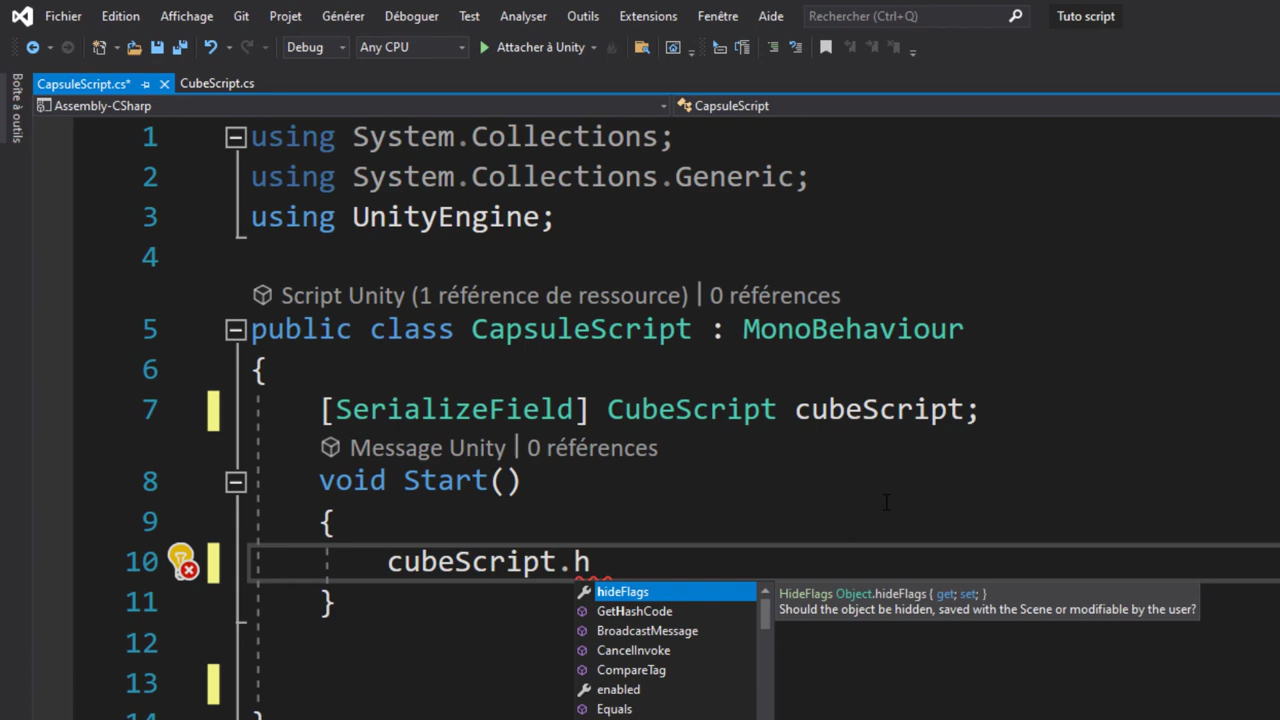 Fichier Edition Affichage Git Projet Générer Déboguer Test Analyser Outils Extensions Fenêtre Aide Rechercher (Ctrl+Q) Tuto script
Debug Any CPU Attacher à Unity
Boîte à outils
CapsuleScript.cs* CubeScript.cs
Assembly-CSharp CapsuleScript
1 using System.Collections;
2 using System.Collections.Generic;
3 using UnityEngine;
4
Script Unity (1 référence de ressource) | 0 références
5 public class CapsuleScript : MonoBehaviour
6 {
7 [SerializeField] CubeScript cubeScript;
Message Unity | 0 références
8 void Start()
9 {
10 cubeScript.h
11 }
12
13
14 }
hideFlags
GetHashCode
BroadcastMessage
CancelInvoke
CompareTag
enabled
Equals
HideFlags Object.hideFlags { get; set; }
Should the object be hidden, saved with the Scene or modifiable by the user?